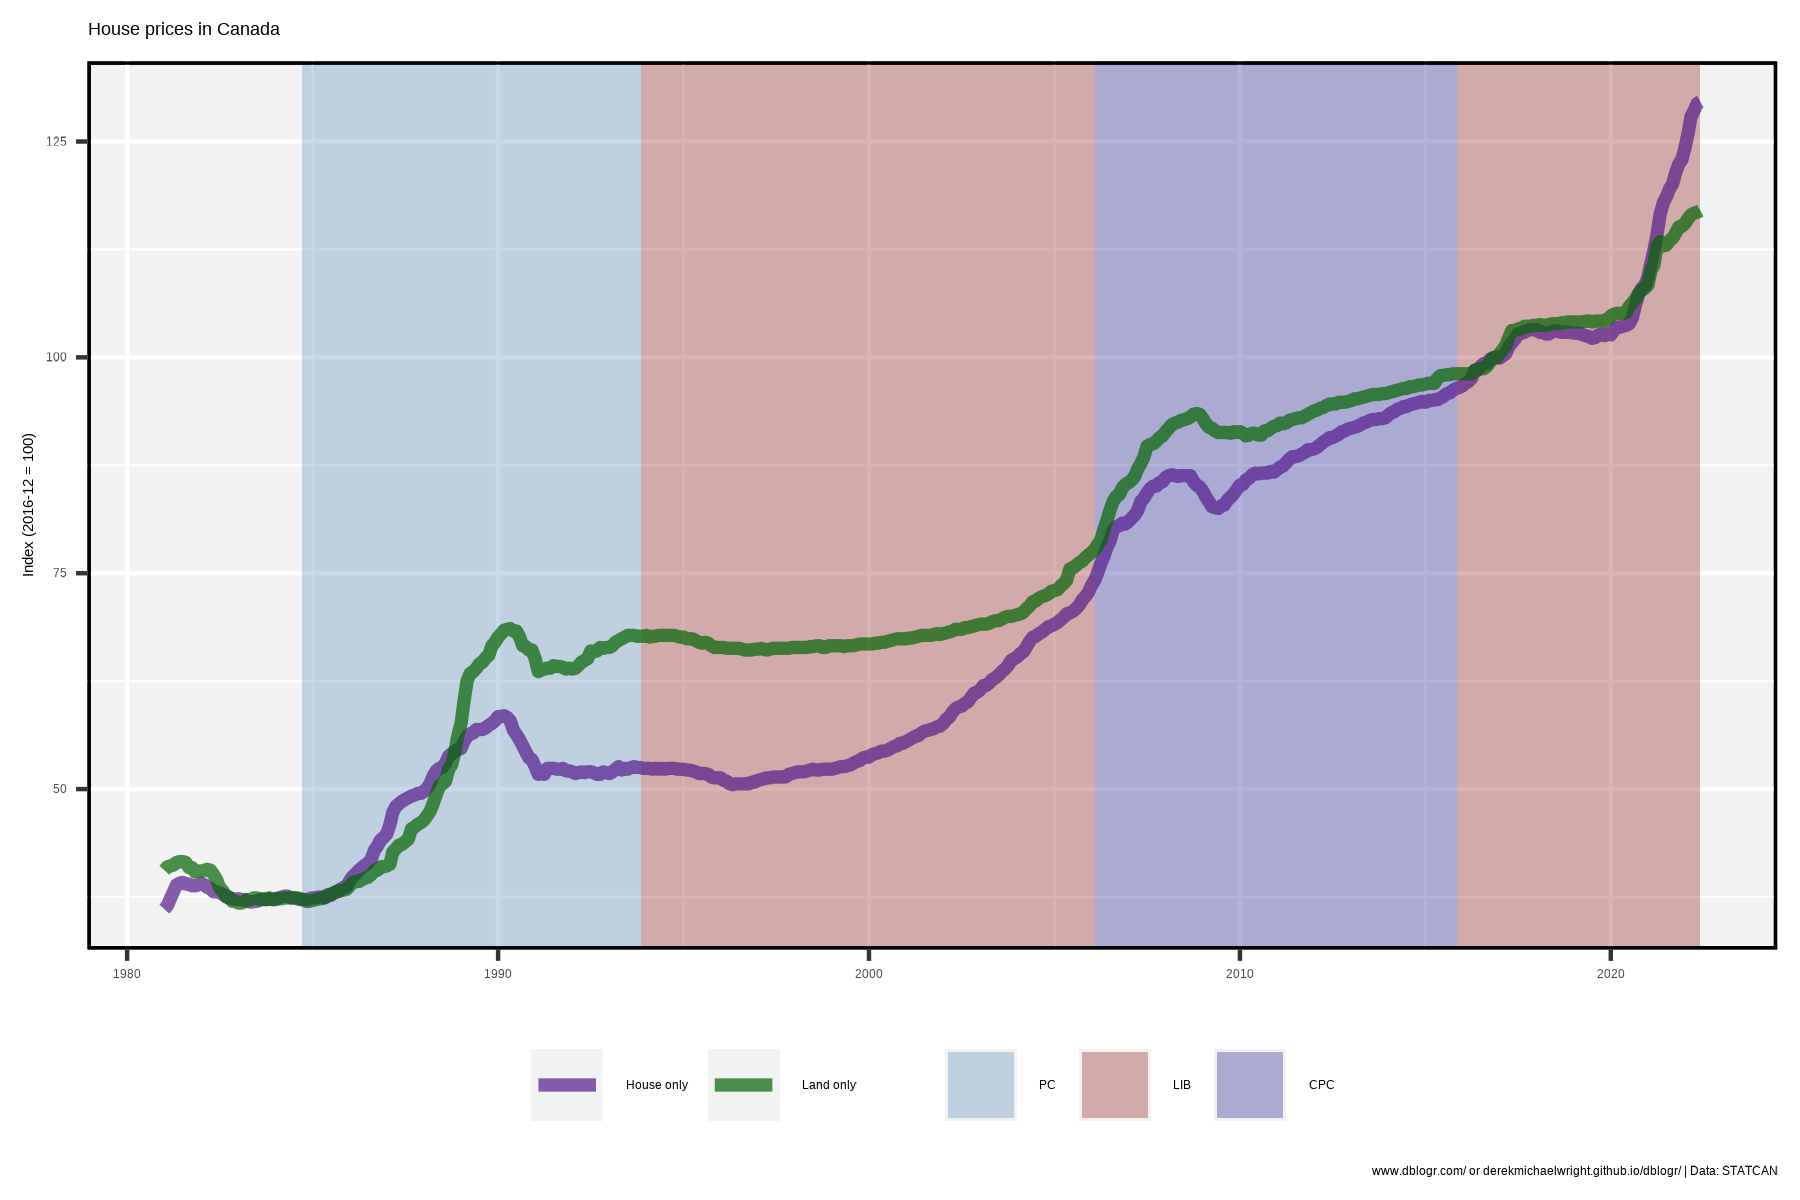 House prices in Canada
Index (2016-12 = 100)
125
100
75
50
1980 1990 2000 2010 2020
House only Land only PC LIB CPC
www.dblogr.com/ or derekmichaelwright.github.io/dblogr/ | Data: STATCAN